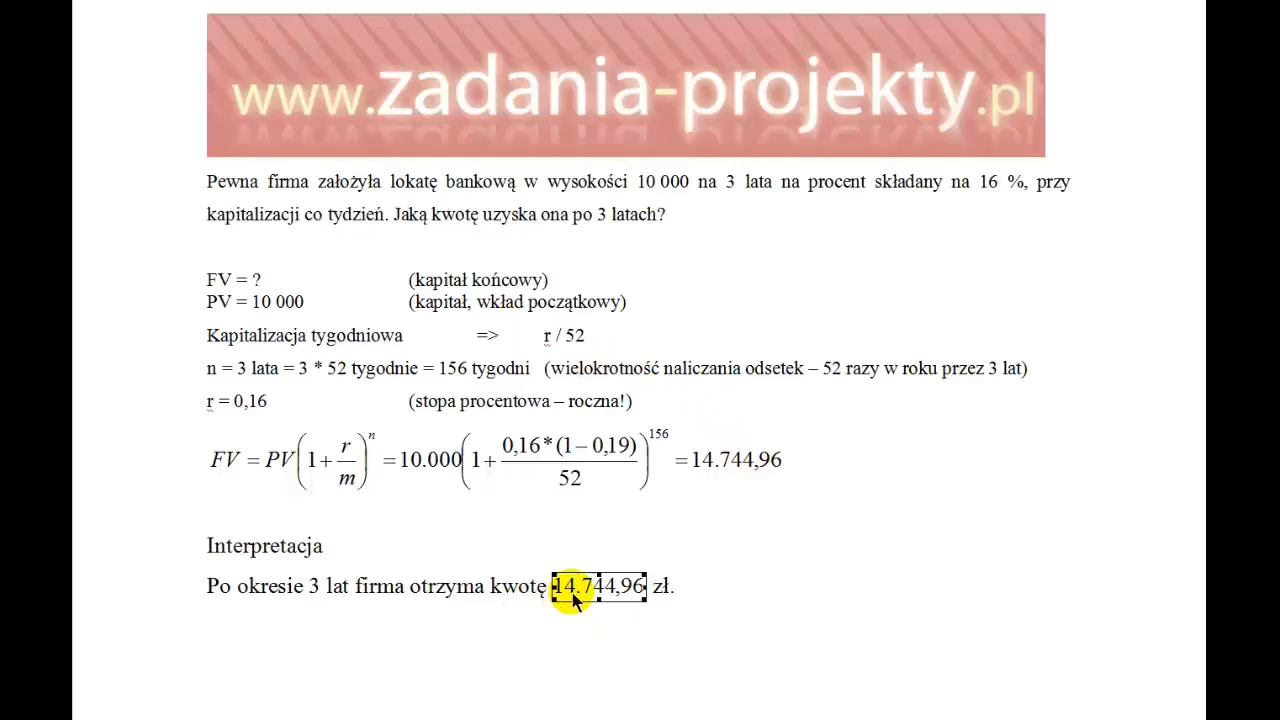 www.zadania-projekty.pl
Pewna firma założyła lokatę bankową w wysokości 10 000 na 3 lata na procent składany na 16 %, przy
kapitalizacji co tydzień. Jaką kwotę uzyska ona po 3 latach?
FV = ? (kapitał końcowy)
PV = 10 000 (kapitał, wkład początkowy)
Kapitalizacja tygodniowa => r / 52
n = 3 lata = 3 * 52 tygodnie = 156 tygodni (wielokrotność naliczania odsetek – 52 razy w roku przez 3 lat)
r = 0,16 (stopa procentowa – roczna!)
FV = PV(1+r/m)^n = 10.000(1+0,16*(1−0,19)/52)^156 = 14.744,96
Interpretacja
Po okresie 3 lat firma otrzyma kwotę 14.744,96 zł.